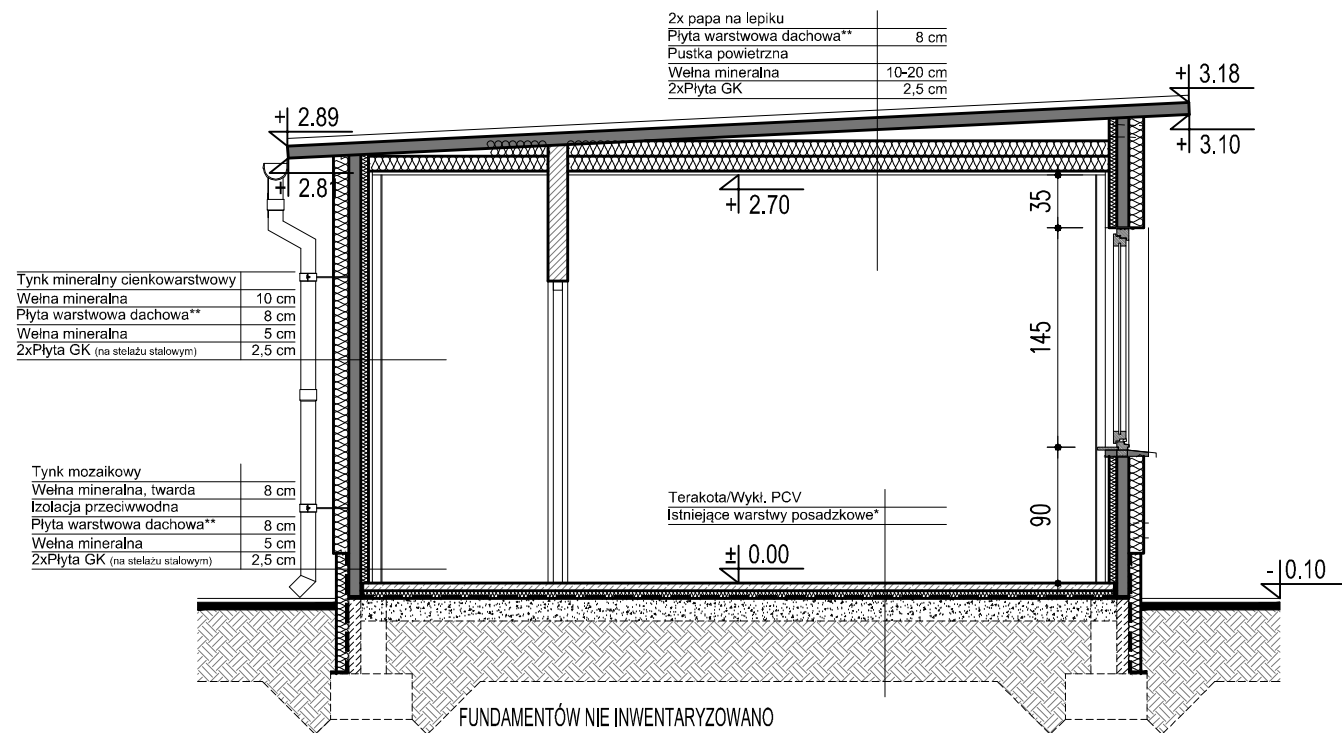 2x papa na lepiku
Płyta warstwowa dachowa** 8 cm
Pustka powietrzna
Wełna mineralna 10-20 cm
2xPłyta GK 2,5 cm
+ 3.18
+ 2.89
+ 3.10
+ 2.81
+ 2.70
35
Tynk mineralny cienkowarstwowy
Wełna mineralna 10 cm
Płyta warstwowa dachowa** 8 cm
Wełna mineralna 5 cm
2xPłyta GK (na stelażu stalowym) 2,5 cm
145
Tynk mozaikowy
Wełna mineralna, twarda 8 cm
Izolacja przeciwwodna
Płyta warstwowa dachowa** 8 cm
Wełna mineralna 5 cm
2xPłyta GK (na stelażu stalowym) 2,5 cm
Terakota/Wykł. PCV
Istniejące warstwy posadzkowe*
90
± 0.00
- 0.10
FUNDAMENTÓW NIE INWENTARYZOWANO